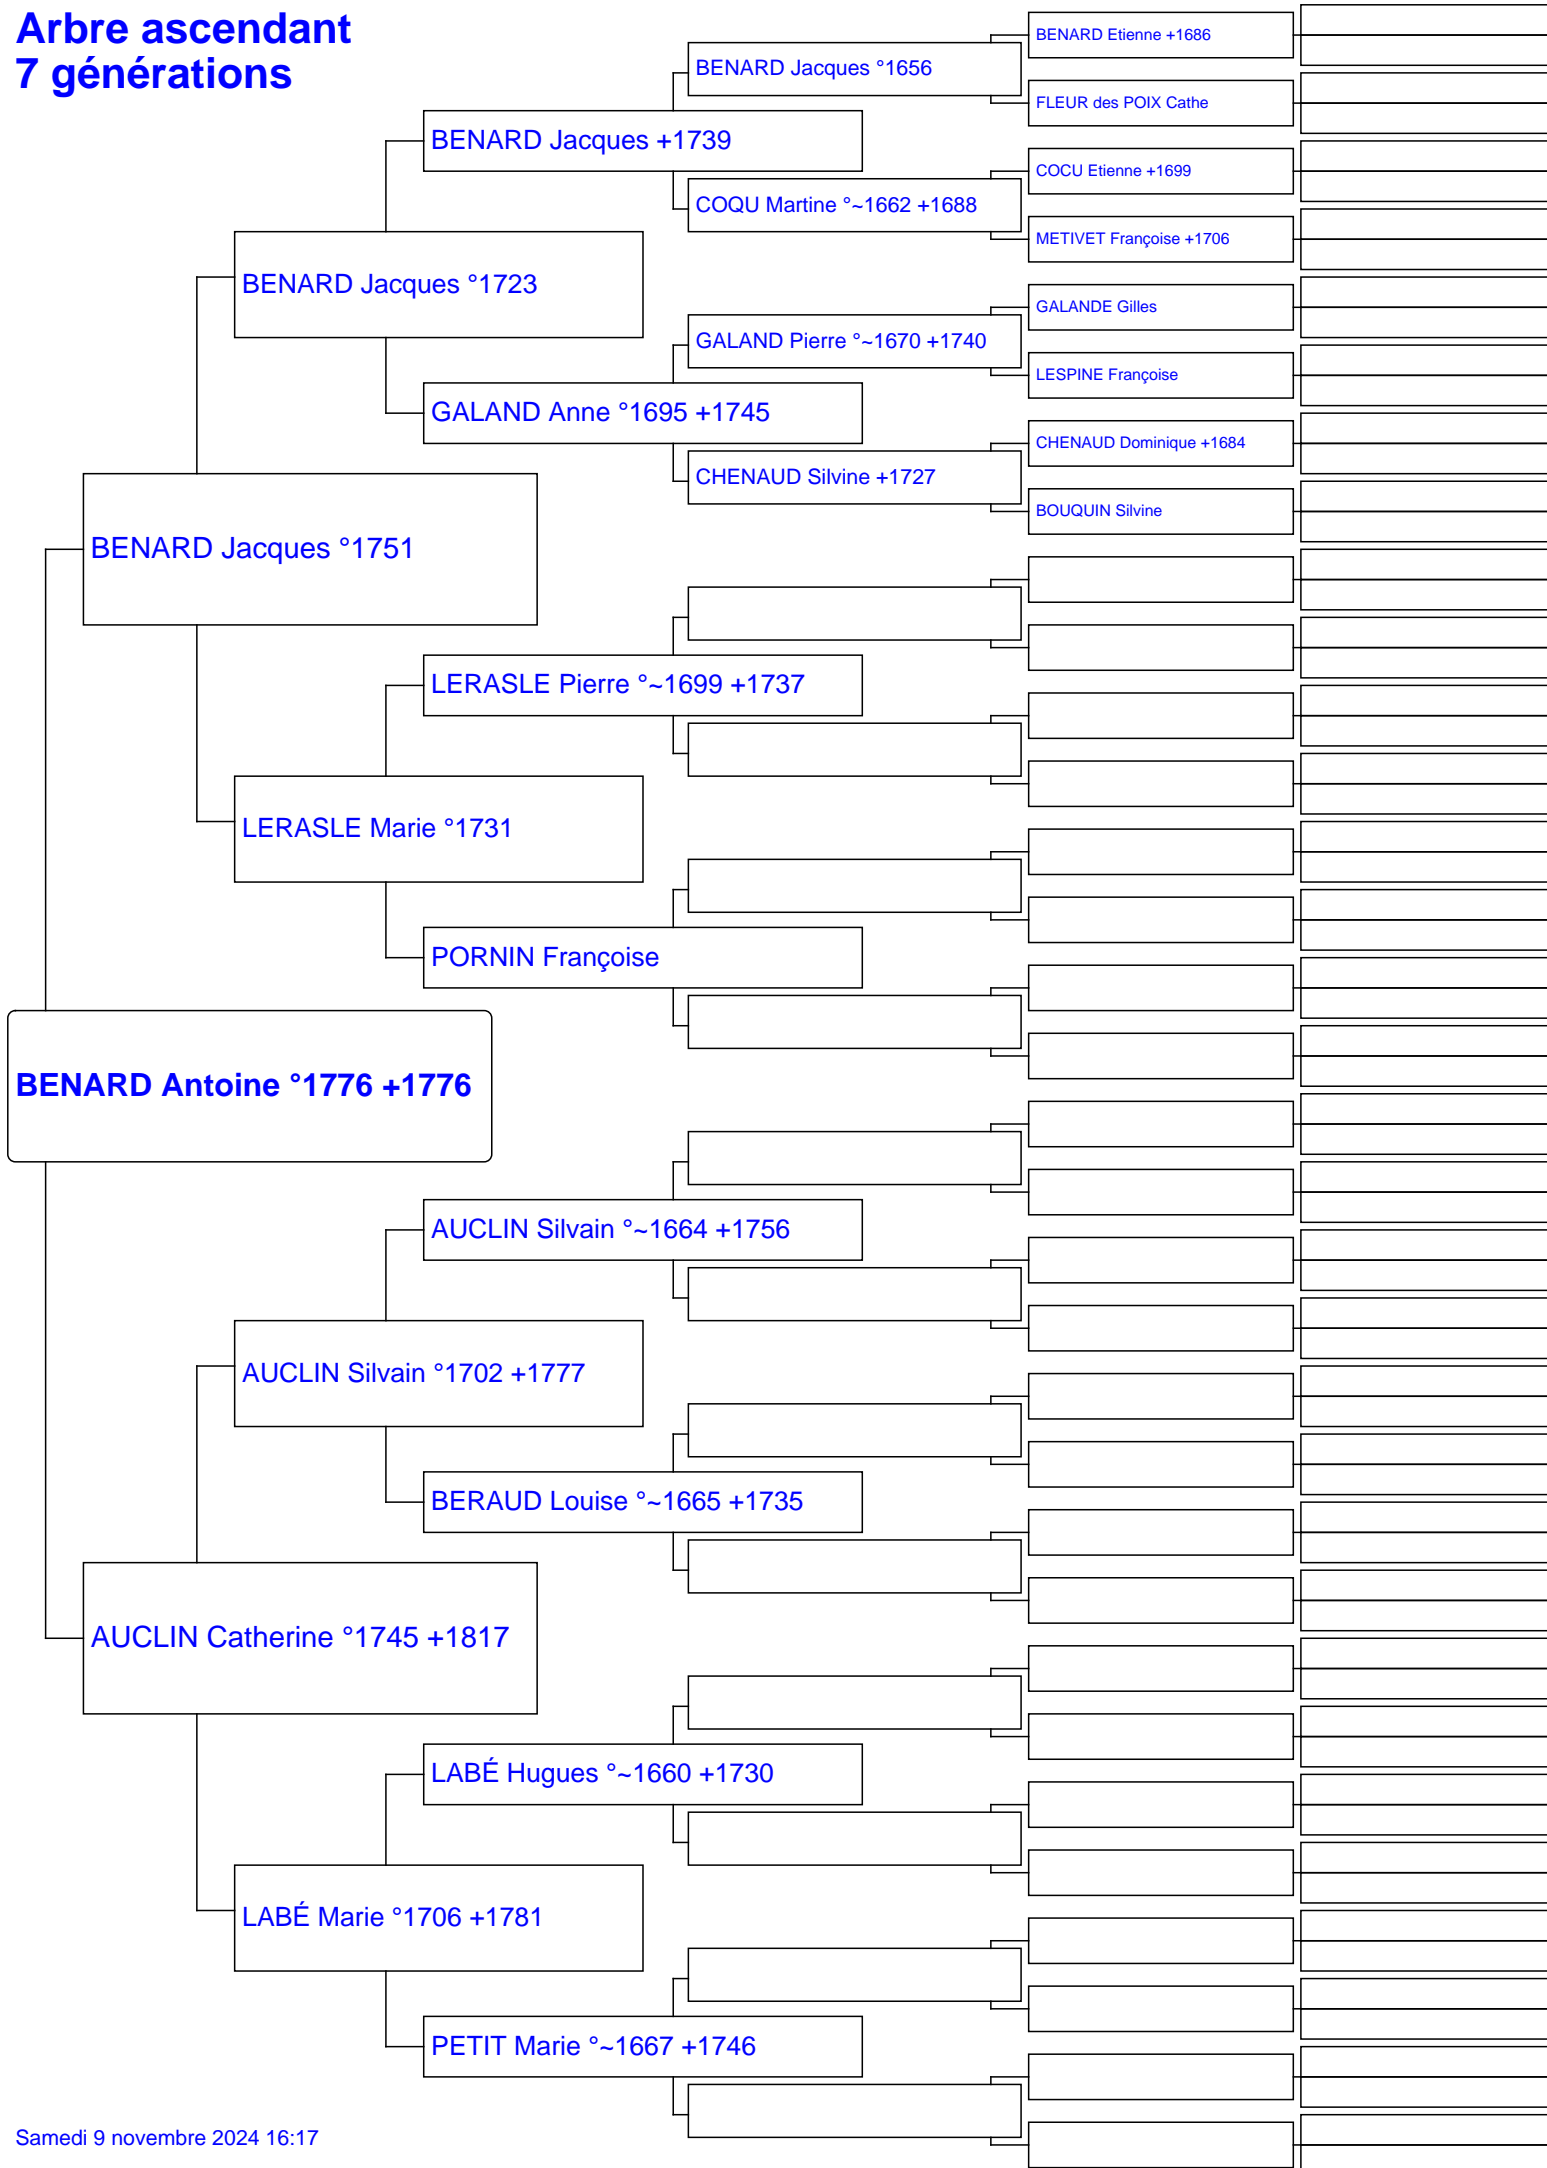 Arbre ascendant
7 générations
BENARD Etienne +1686
BENARD Jacques °1656
FLEUR des POIX Cathe
BENARD Jacques +1739
COCU Etienne +1699
COQU Martine °~1662 +1688
METIVET Françoise +1706
BENARD Jacques °1723
GALANDE Gilles
GALAND Pierre °~1670 +1740
LESPINE Françoise
GALAND Anne °1695 +1745
CHENAUD Dominique +1684
CHENAUD Silvine +1727
BOUQUIN Silvine
BENARD Jacques °1751
LERASLE Pierre °~1699 +1737
LERASLE Marie °1731
PORNIN Françoise
BENARD Antoine °1776 +1776
AUCLIN Silvain °~1664 +1756
AUCLIN Silvain °1702 +1777
BERAUD Louise °~1665 +1735
AUCLIN Catherine °1745 +1817
LABÉ Hugues °~1660 +1730
LABÉ Marie °1706 +1781
PETIT Marie °~1667 +1746
Samedi 9 novembre 2024 16:17